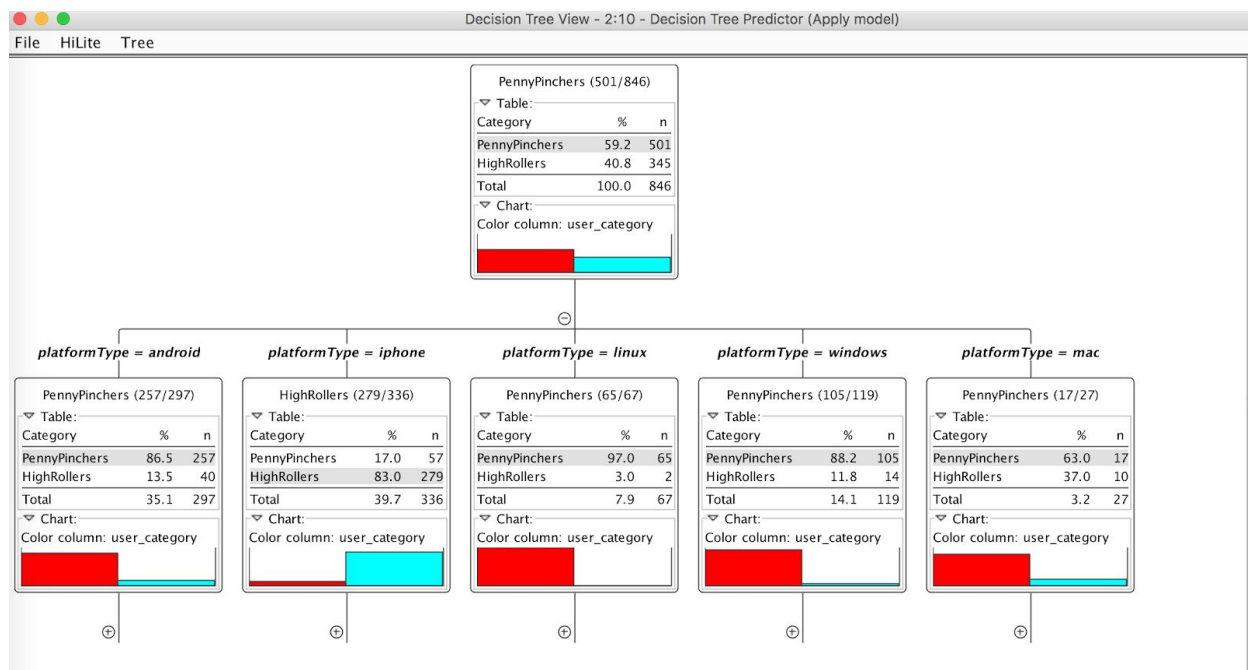 Decision Tree View - 2:10 - Decision Tree Predictor (Apply model)
File HiLite Tree
PennyPinchers (501/846)
Table:
Category % n
PennyPinchers 59.2 501
HighRollers 40.8 345
Total 100.0 846
Chart:
Color column: user_category
platformType = android
PennyPinchers (257/297)
Table:
Category % n
PennyPinchers 86.5 257
HighRollers 13.5 40
Total 35.1 297
Chart:
Color column: user_category
platformType = iphone
HighRollers (279/336)
Table:
Category % n
PennyPinchers 17.0 57
HighRollers 83.0 279
Total 39.7 336
Chart:
Color column: user_category
platformType = linux
PennyPinchers (65/67)
Table:
Category % n
PennyPinchers 97.0 65
HighRollers 3.0 2
Total 7.9 67
Chart:
Color column: user_category
platformType = windows
PennyPinchers (105/119)
Table:
Category % n
PennyPinchers 88.2 105
HighRollers 11.8 14
Total 14.1 119
Chart:
Color column: user_category
platformType = mac
PennyPinchers (17/27)
Table:
Category % n
PennyPinchers 63.0 17
HighRollers 37.0 10
Total 3.2 27
Chart:
Color column: user_category